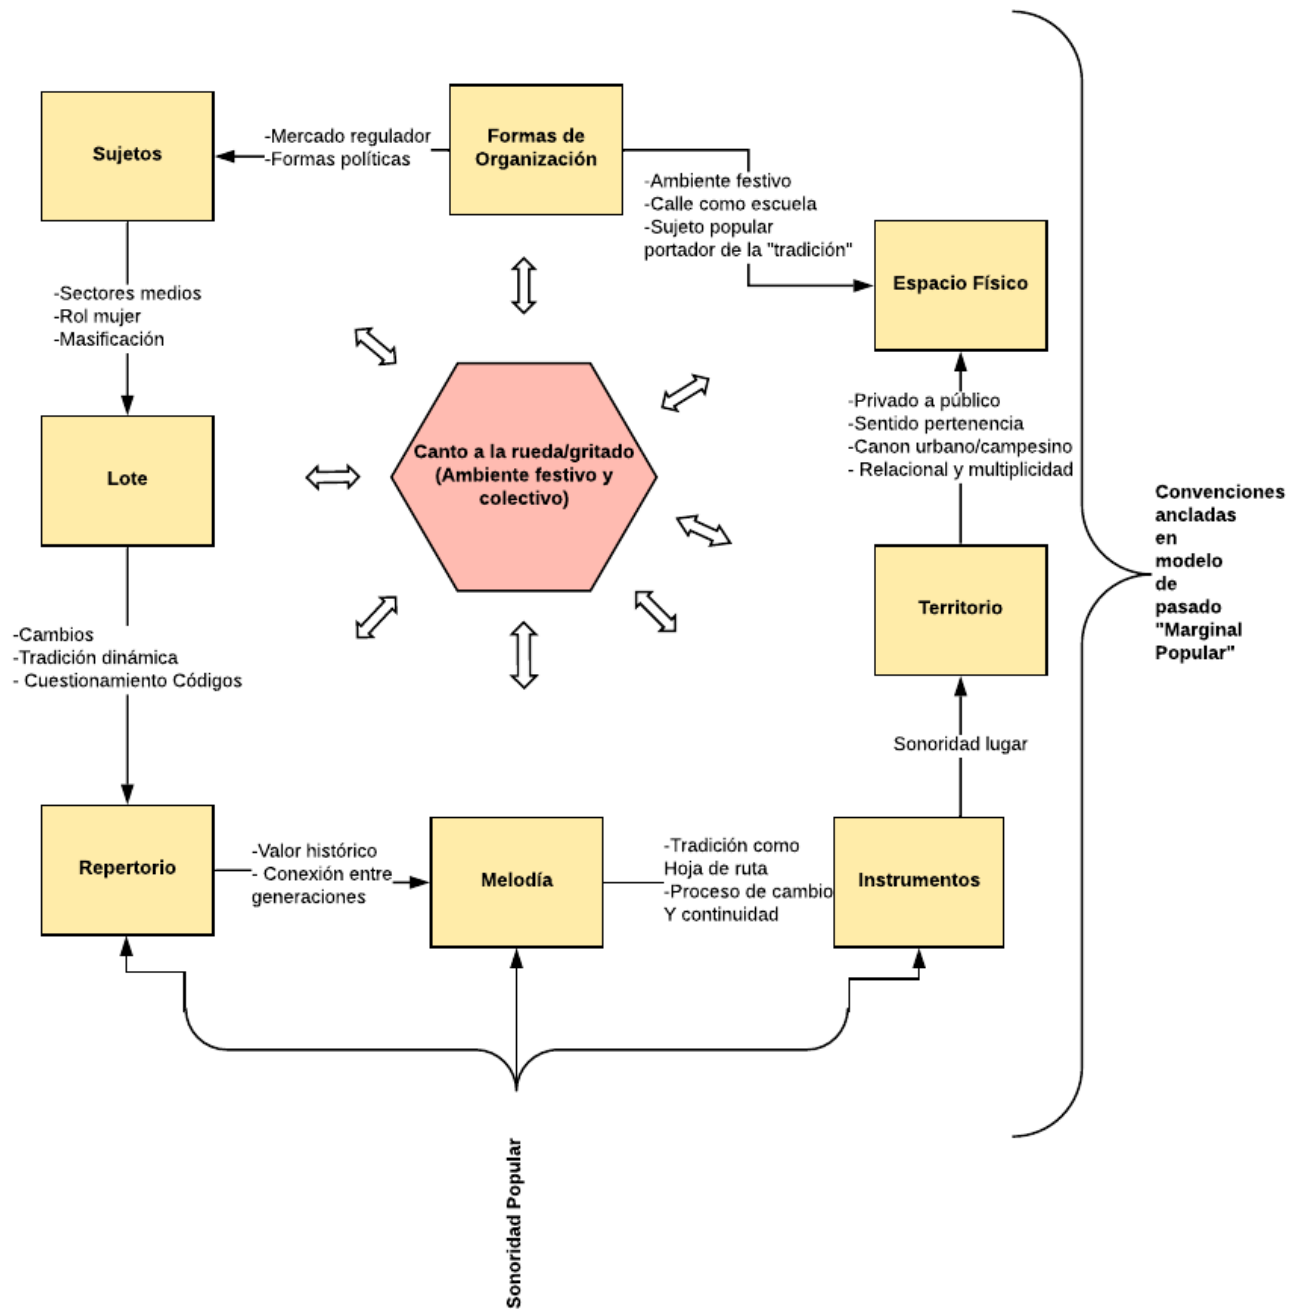 Formas de
Organización
Sujetos
-Mercado regulador
-Formas políticas
-Ambiente festivo
-Calle como escuela
-Sujeto popular
portador de la "tradición"
Espacio Físico
-Sectores medios
-Rol mujer
-Masificación
Lote
Canto a la rueda/gritado
(Ambiente festivo y
colectivo)
-Privado a público
-Sentido pertenencia
-Canon urbano/campesino
- Relacional y multiplicidad
Convenciones
ancladas
en
modelo
de
pasado
"Marginal
Popular"
Territorio
-Cambios
-Tradición dinámica
- Cuestionamiento Códigos
Sonoridad lugar
Repertorio
-Valor histórico
- Conexión entre
generaciones
Melodía
-Tradición como
Hoja de ruta
-Proceso de cambio
Y continuidad
Instrumentos
Sonoridad Popular